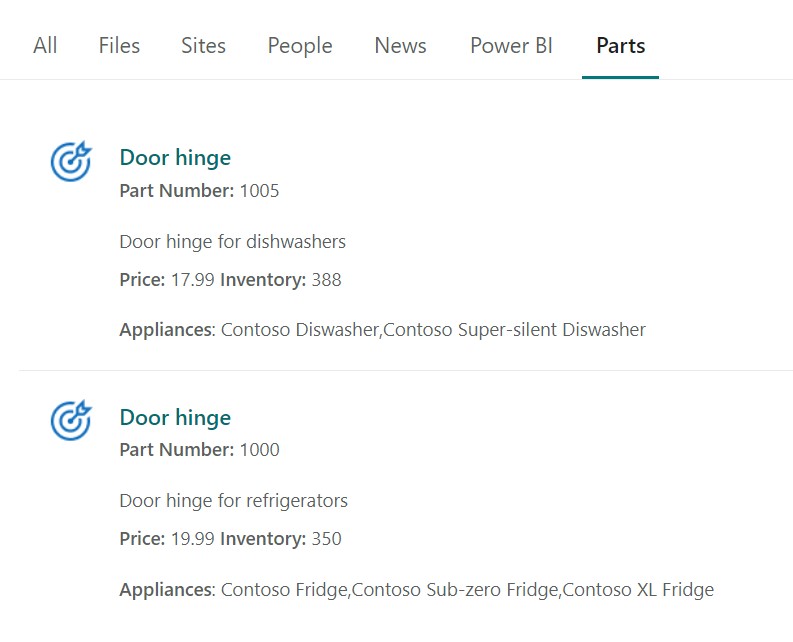 All Files Sites People News Power BI Parts
Door hinge
Part Number: 1005
Door hinge for dishwashers
Price: 17.99 Inventory: 388
Appliances: Contoso Diswasher,Contoso Super-silent Diswasher
Door hinge
Part Number: 1000
Door hinge for refrigerators
Price: 19.99 Inventory: 350
Appliances: Contoso Fridge,Contoso Sub-zero Fridge,Contoso XL Fridge